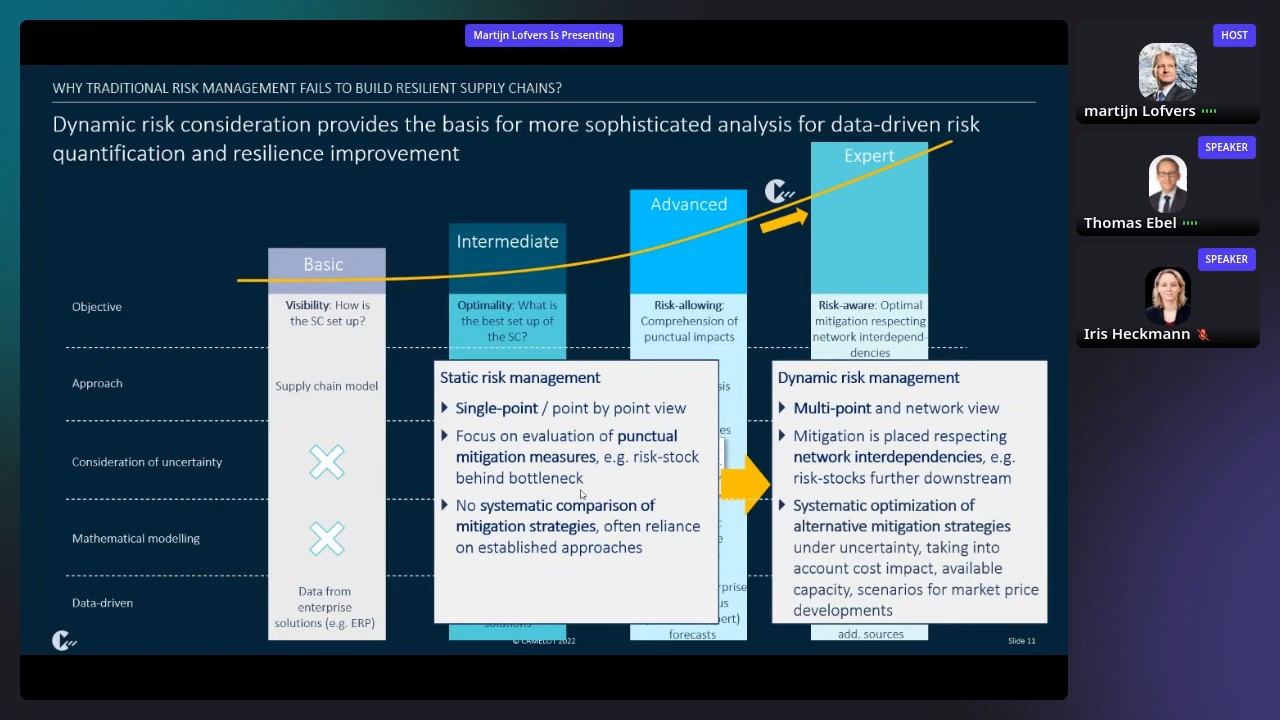 Martijn Lofvers Is Presenting
HOST
martijn Lofvers
SPEAKER
Thomas Ebel
SPEAKER
Iris Heckmann
WHY TRADITIONAL RISK MANAGEMENT FAILS TO BUILD RESILIENT SUPPLY CHAINS?
Dynamic risk consideration provides the basis for more sophisticated analysis for data-driven risk
quantification and resilience improvement
Basic
Intermediate
Advanced
Expert
Objective
Visibility: How is
the SC set up?
Optimality: What is
the best set up of
the SC?
Risk-allowing:
Comprehension of
punctual impacts
Risk-aware: Optimal
mitigation respecting
network interdepend-
dencies
Approach
Supply chain model
Consideration of uncertainty
Mathematical modelling
Data-driven
Data from
enterprise
solutions (e.g. ERP)
Static risk management
Single-point / point by point view
Focus on evaluation of punctual
mitigation measures, e.g. risk-stock
behind bottleneck
No systematic comparison of
mitigation strategies, often reliance
on established approaches
Dynamic risk management
Multi-point and network view
Mitigation is placed respecting
network interdependencies, e.g.
risk-stocks further downstream
Systematic optimization of
alternative mitigation strategies
under uncertainty, taking into
account cost impact, available
capacity, scenarios for market price
developments
solutions
forecasts
add. sources
© CAMELOT 2022
Slide 11